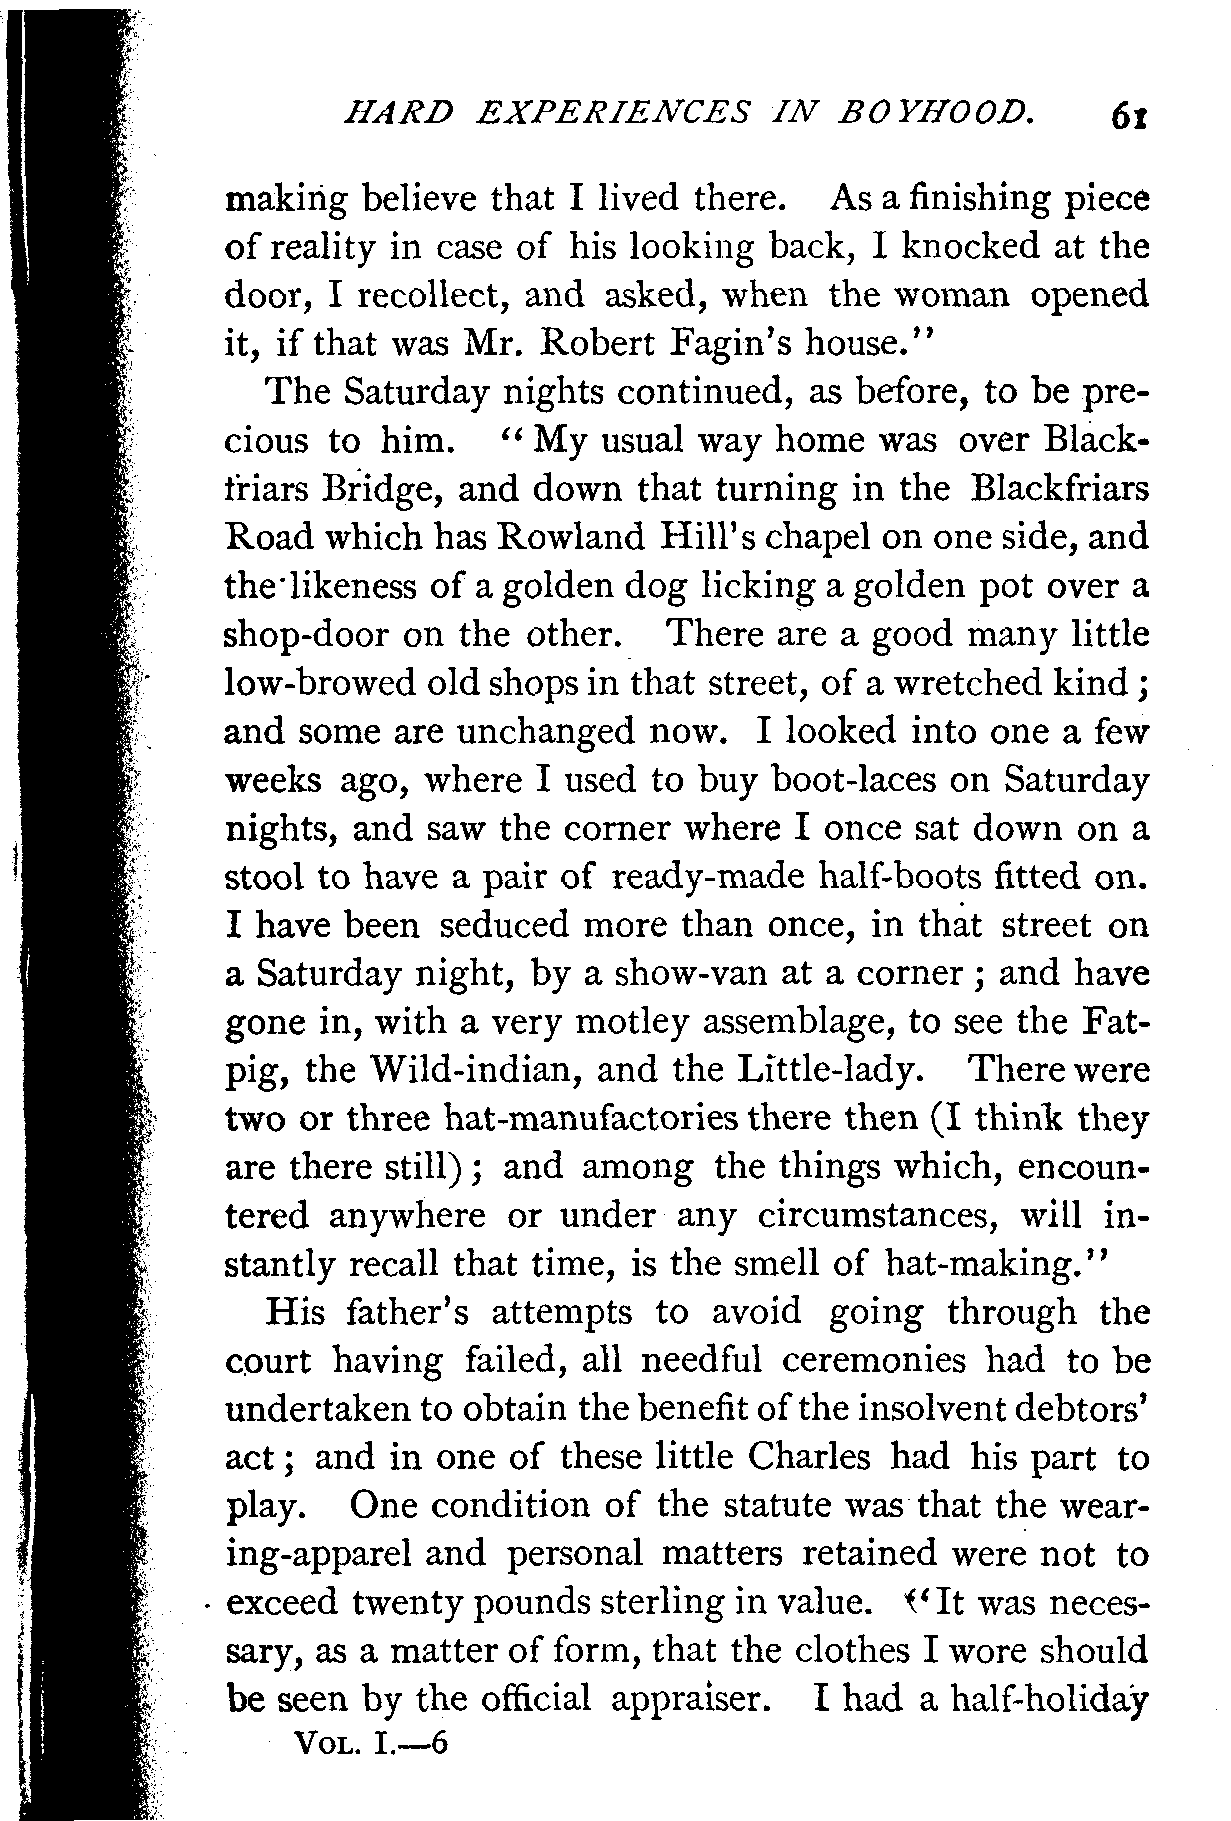 HARD EXPERIENCES IN BOYHOOD. 61
making believe that I lived there. As a finishing piece
of reality in case of his looking back, I knocked at the
door, I recollect, and asked, when the woman opened
it, if that was Mr. Robert Fagin's house."
The Saturday nights continued, as before, to be pre-
cious to him. "My usual way home was over Black-
friars Bridge, and down that turning in the Blackfriars
Road which has Rowland Hill's chapel on one side, and
the likeness of a golden dog licking a golden pot over a
shop-door on the other. There are a good many little
low-browed old shops in that street, of a wretched kind;
and some are unchanged now. I looked into one a few
weeks ago, where I used to buy boot-laces on Saturday
nights, and saw the corner where I once sat down on a
stool to have a pair of ready-made half-boots fitted on.
I have been seduced more than once, in that street on
a Saturday night, by a show-van at a corner; and have
gone in, with a very motley assemblage, to see the Fat-
pig, the Wild-indian, and the Little-lady. There were
two or three hat-manufactories there then (I think they
are there still); and among the things which, encoun-
tered anywhere or under any circumstances, will in-
stantly recall that time, is the smell of hat-making."
His father's attempts to avoid going through the
court having failed, all needful ceremonies had to be
undertaken to obtain the benefit of the insolvent debtors'
act; and in one of these little Charles had his part to
play. One condition of the statute was that the wear-
ing-apparel and personal matters retained were not to
exceed twenty pounds sterling in value. "It was neces-
sary, as a matter of form, that the clothes I wore should
be seen by the official appraiser. I had a half-holiday
VOL. I.—6